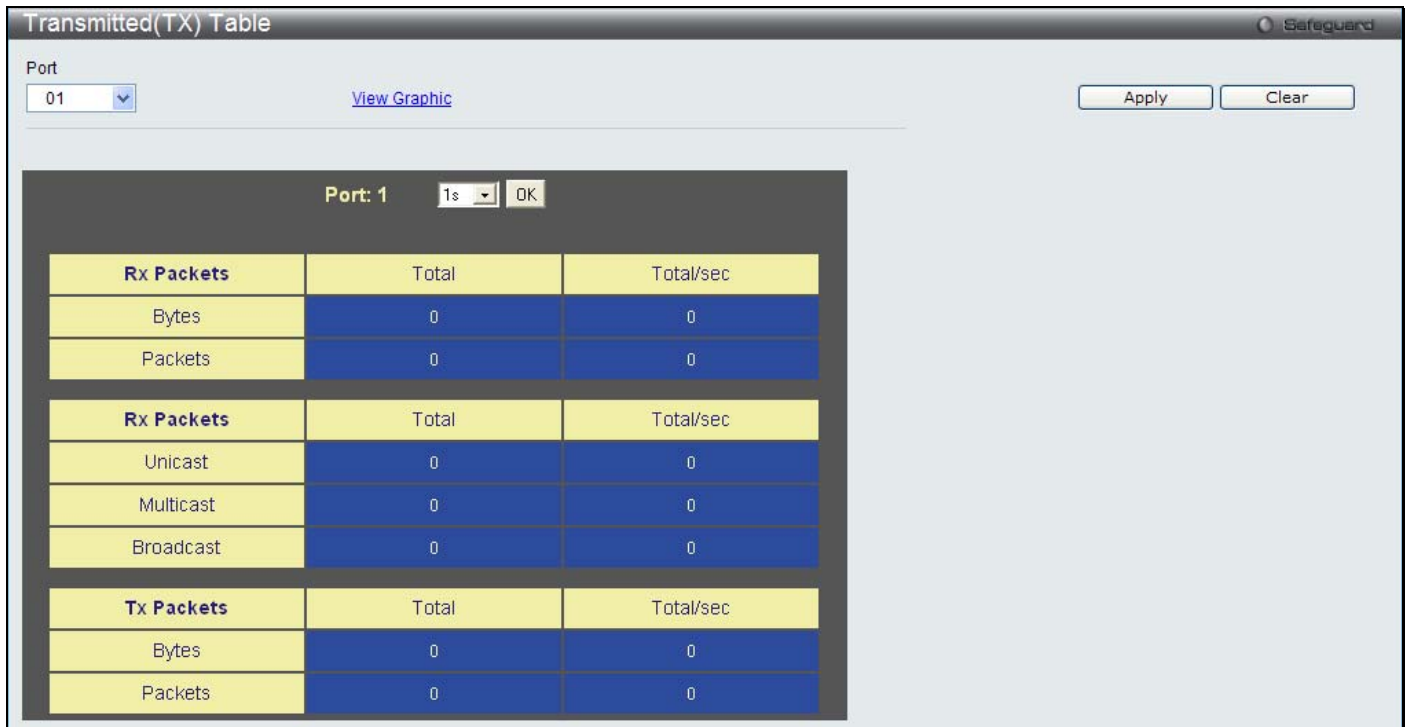 Transmitted(TX) Table
Safeguard
Port
01
View Graphic
Apply
Clear
Port: 1
1s
OK
Rx Packets Total Total/sec
Bytes 0 0
Packets 0 0
Rx Packets Total Total/sec
Unicast 0 0
Multicast 0 0
Broadcast 0 0
Tx Packets Total Total/sec
Bytes 0 0
Packets 0 0